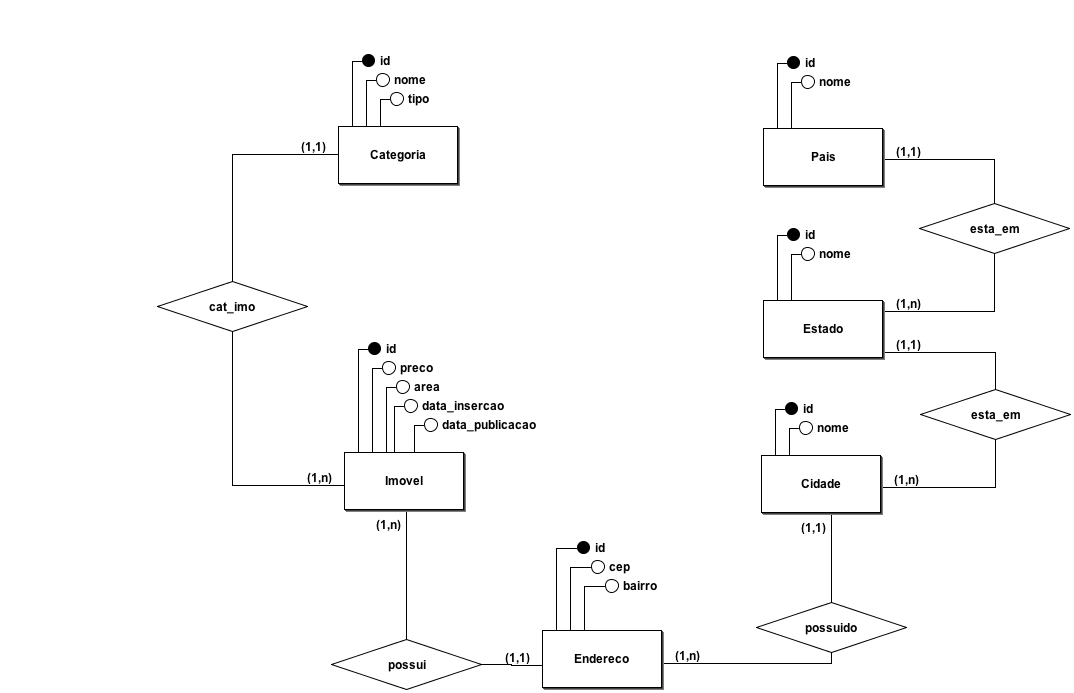 id
nome
tipo
(1,1)
Categoria
cat_imo
id
preco
area
data_insercao
data_publicacao
(1,n)
Imovel
(1,n)
possui
(1,1)
id
cep
bairro
Endereco
(1,n)
id
nome
Pais
(1,1)
esta_em
id
nome
(1,n)
Estado
(1,1)
esta_em
id
nome
Cidade
(1,n)
(1,1)
possuido